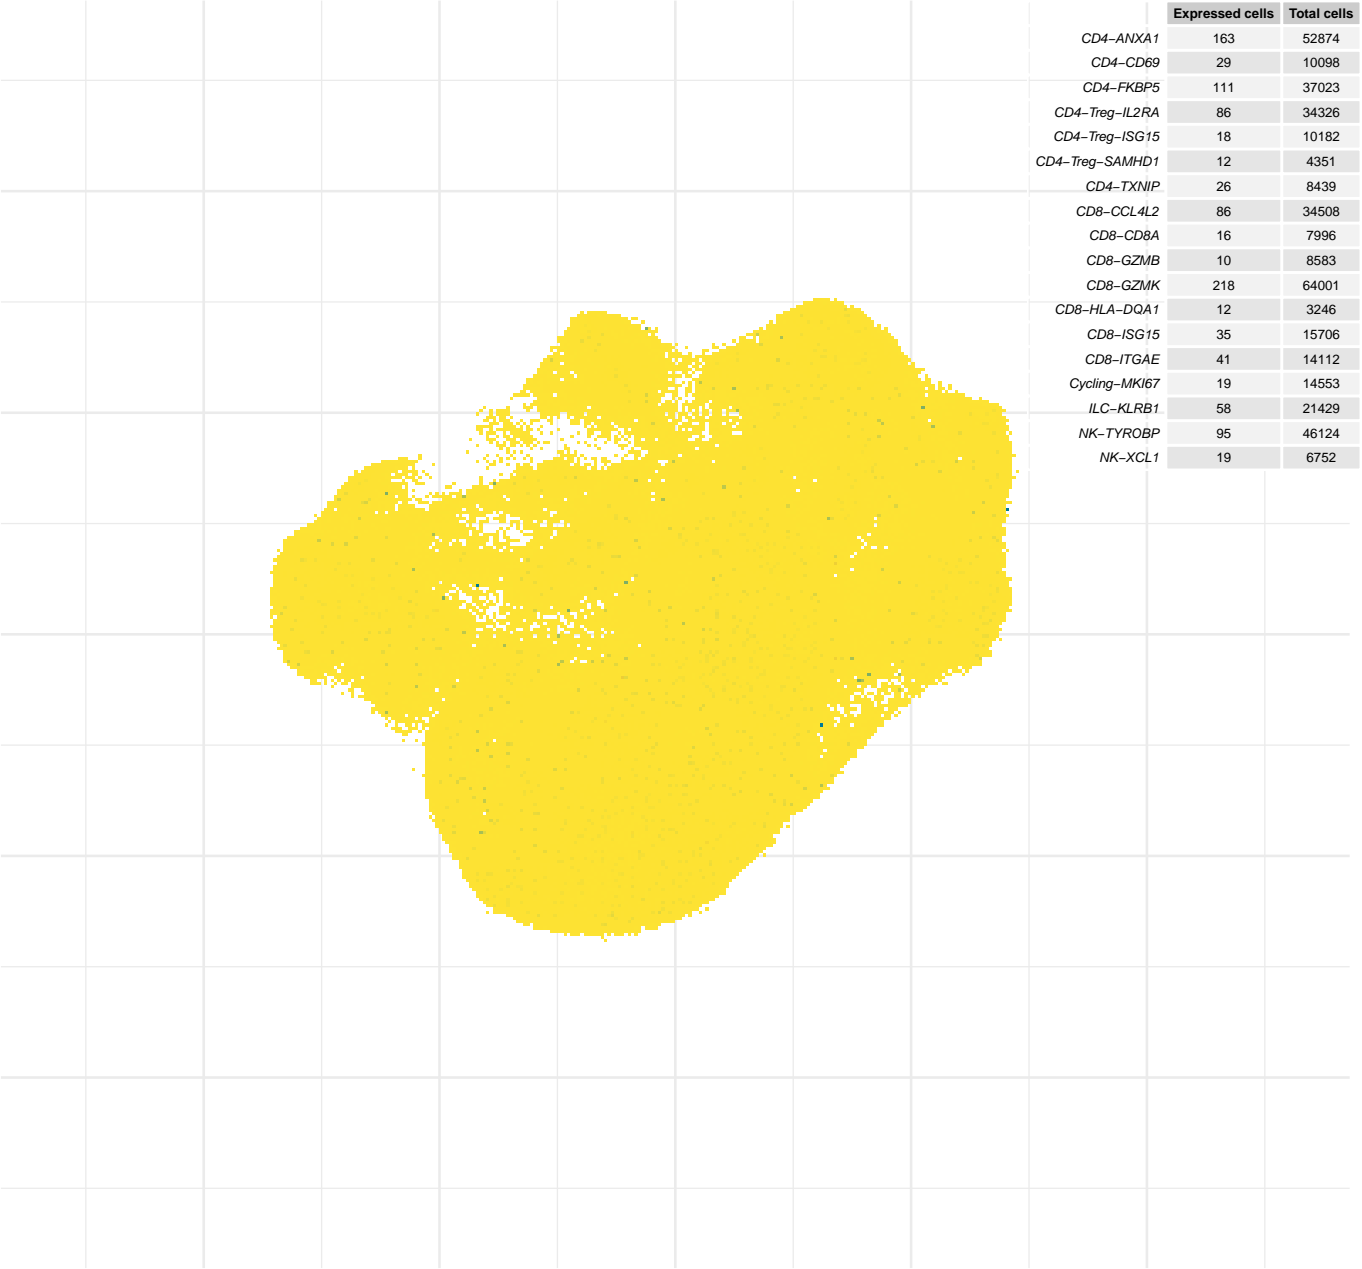 Expressed cells Total cells
CD4−ANXA1 163 52874
CD4−CD69 29 10098
CD4−FKBP5 111 37023
CD4−Treg−IL2RA 86 34326
CD4−Treg−ISG15 18 10182
CD4−Treg−SAMHD1 12 4351
CD4−TXNIP 26 8439
CD8−CCL4L2 86 34508
CD8−CD8A 16 7996
CD8−GZMB 10 8583
CD8−GZMK 218 64001
CD8−HLA−DQA1 12 3246
CD8−ISG15 35 15706
CD8−ITGAE 41 14112
Cycling−MKI67 19 14553
ILC−KLRB1 58 21429
NK−TYROBP 95 46124
NK−XCL1 19 6752